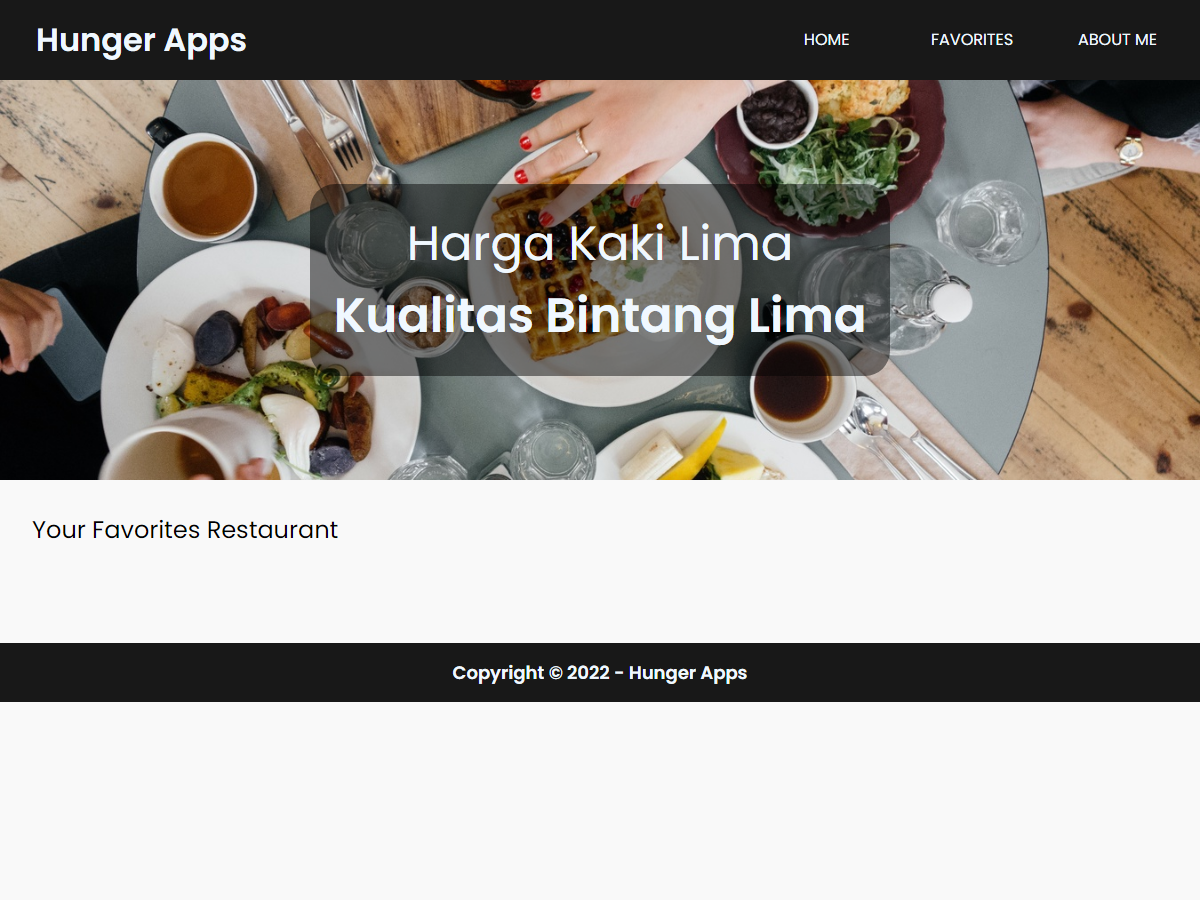 Hunger Apps
HOME FAVORITES ABOUT ME
Harga Kaki Lima
Kualitas Bintang Lima
Your Favorites Restaurant
Copyright © 2022 - Hunger Apps